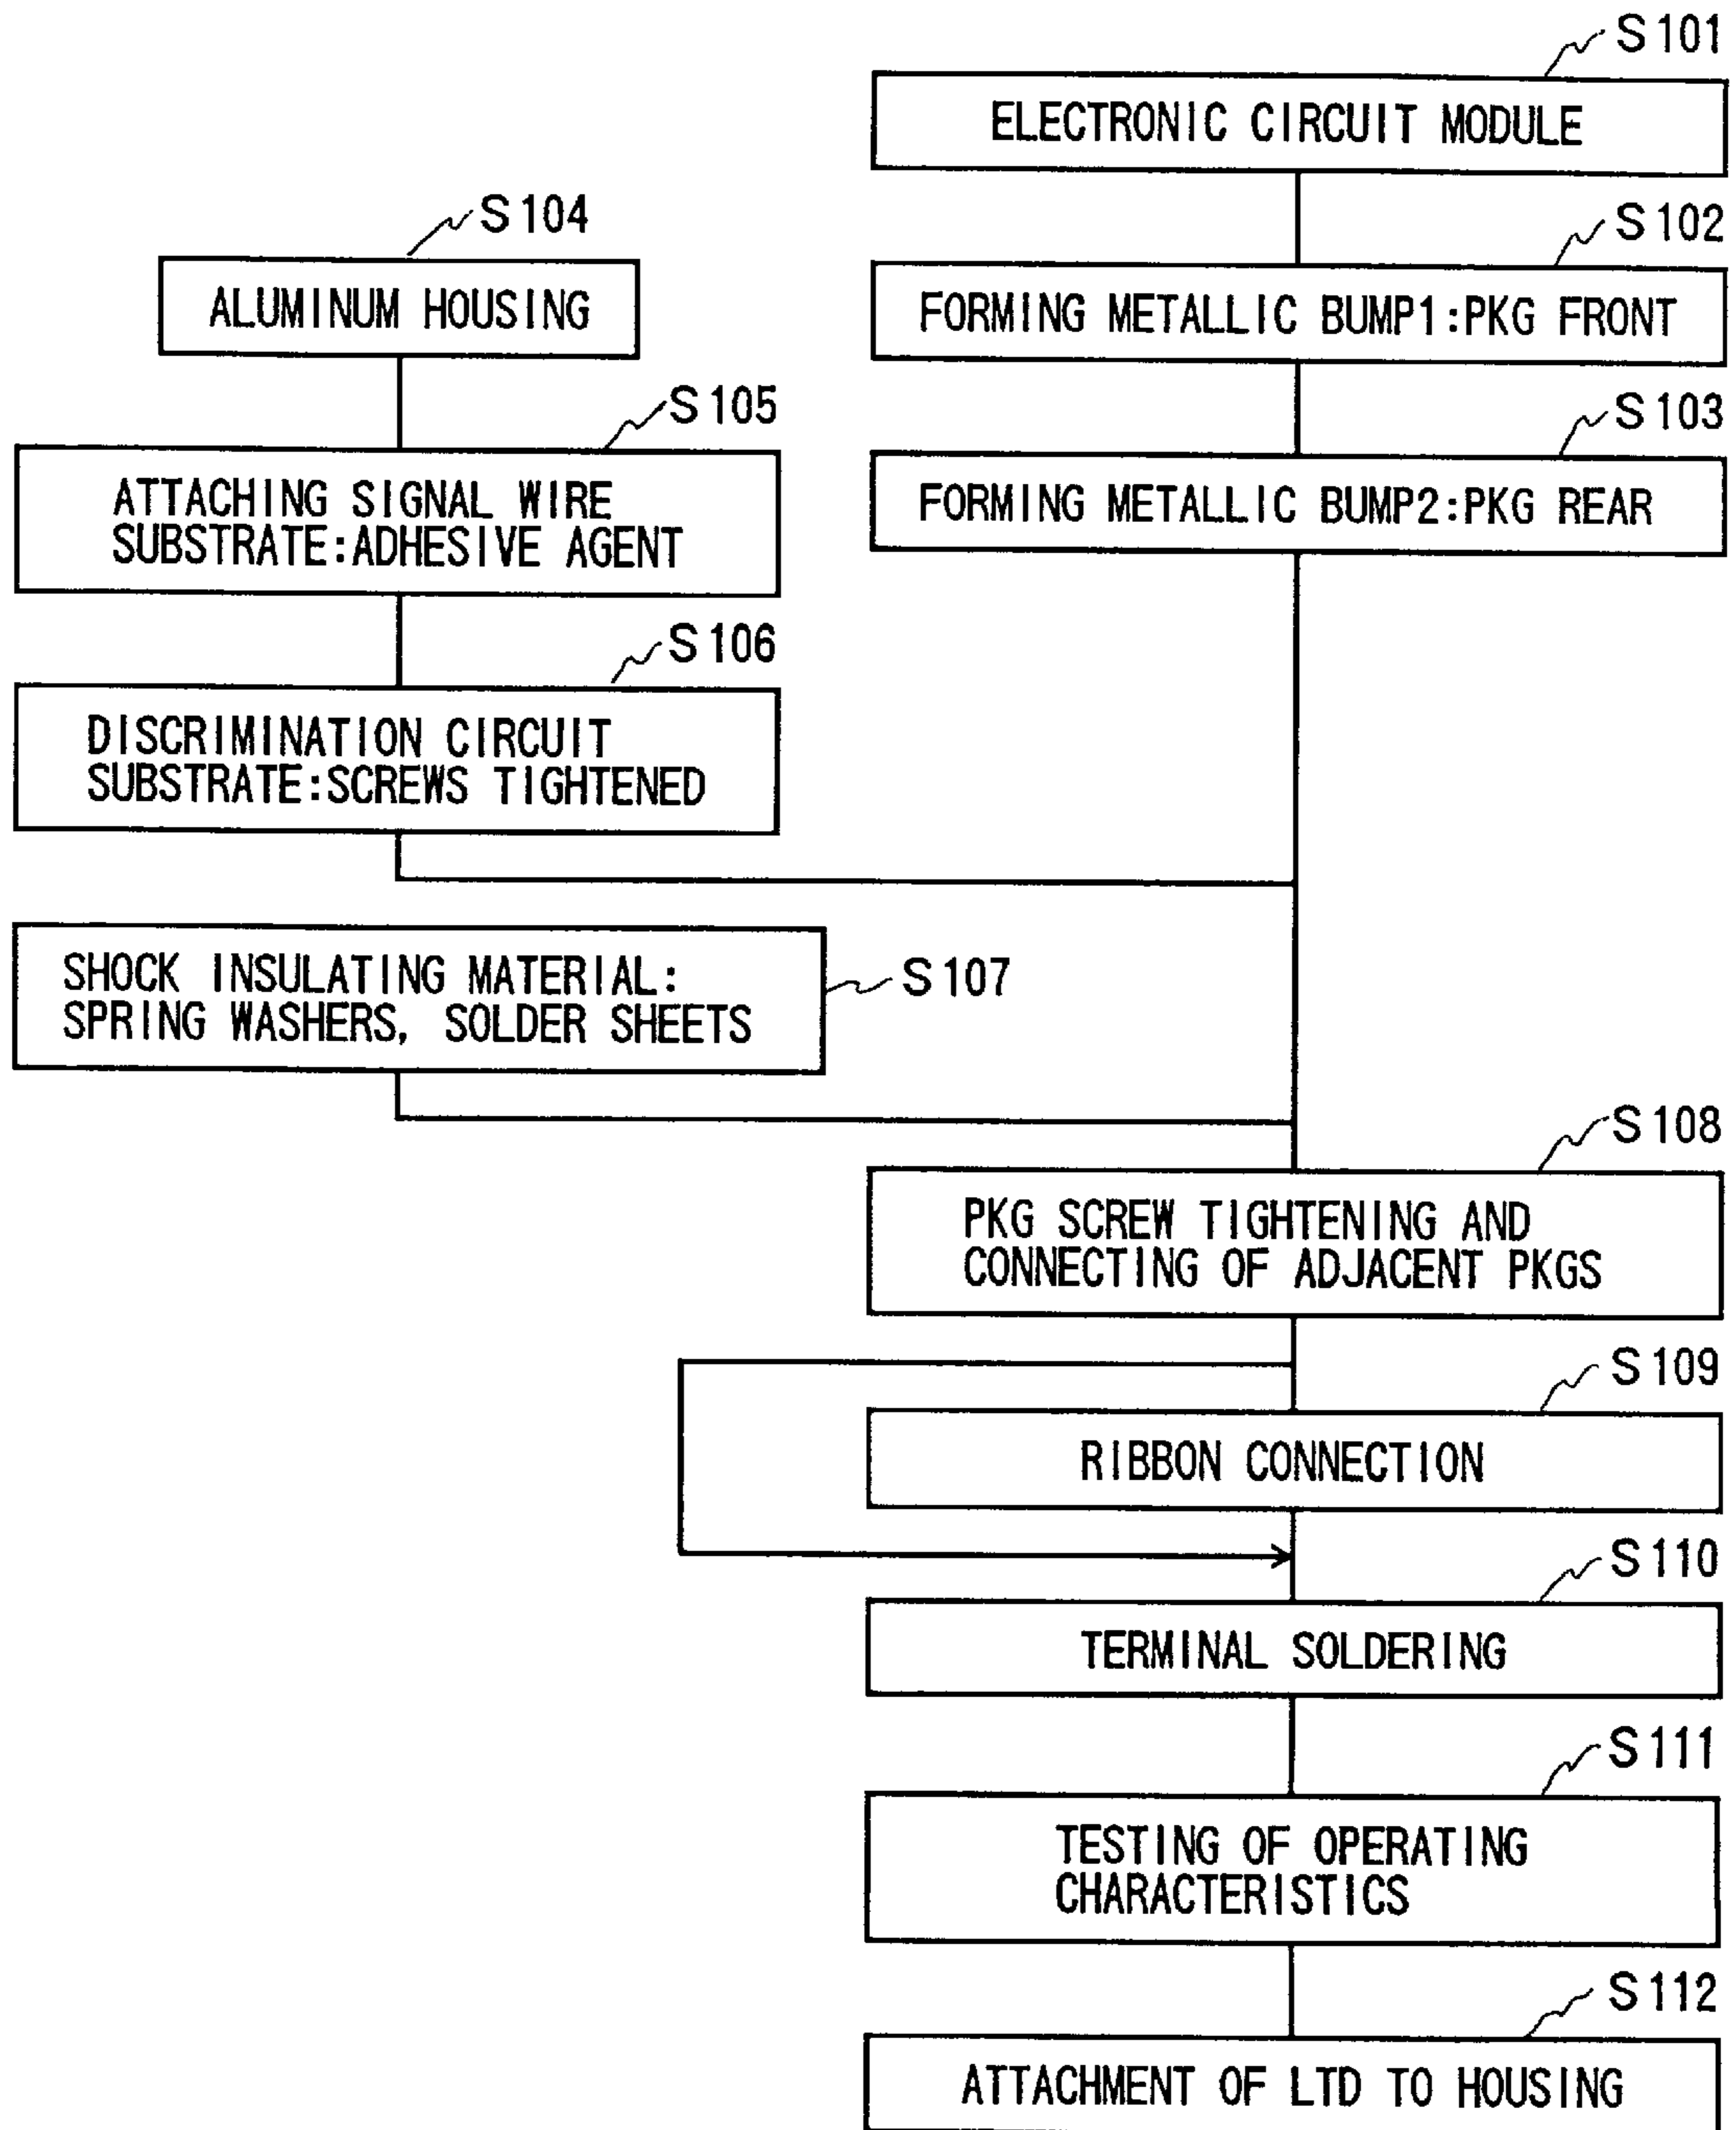 S101
ELECTRONIC CIRCUIT MODULE
S102
FORMING METALLIC BUMP1:PKG FRONT
S103
FORMING METALLIC BUMP2:PKG REAR
S104
ALUMINUM HOUSING
S105
ATTACHING SIGNAL WIRE
SUBSTRATE:ADHESIVE AGENT
S106
DISCRIMINATION CIRCUIT
SUBSTRATE:SCREWS TIGHTENED
SHOCK INSULATING MATERIAL:
SPRING WASHERS, SOLDER SHEETS
S107
S108
PKG SCREW TIGHTENING AND
CONNECTING OF ADJACENT PKGS
S109
RIBBON CONNECTION
S110
TERMINAL SOLDERING
S111
TESTING OF OPERATING
CHARACTERISTICS
S112
ATTACHMENT OF LTD TO HOUSING